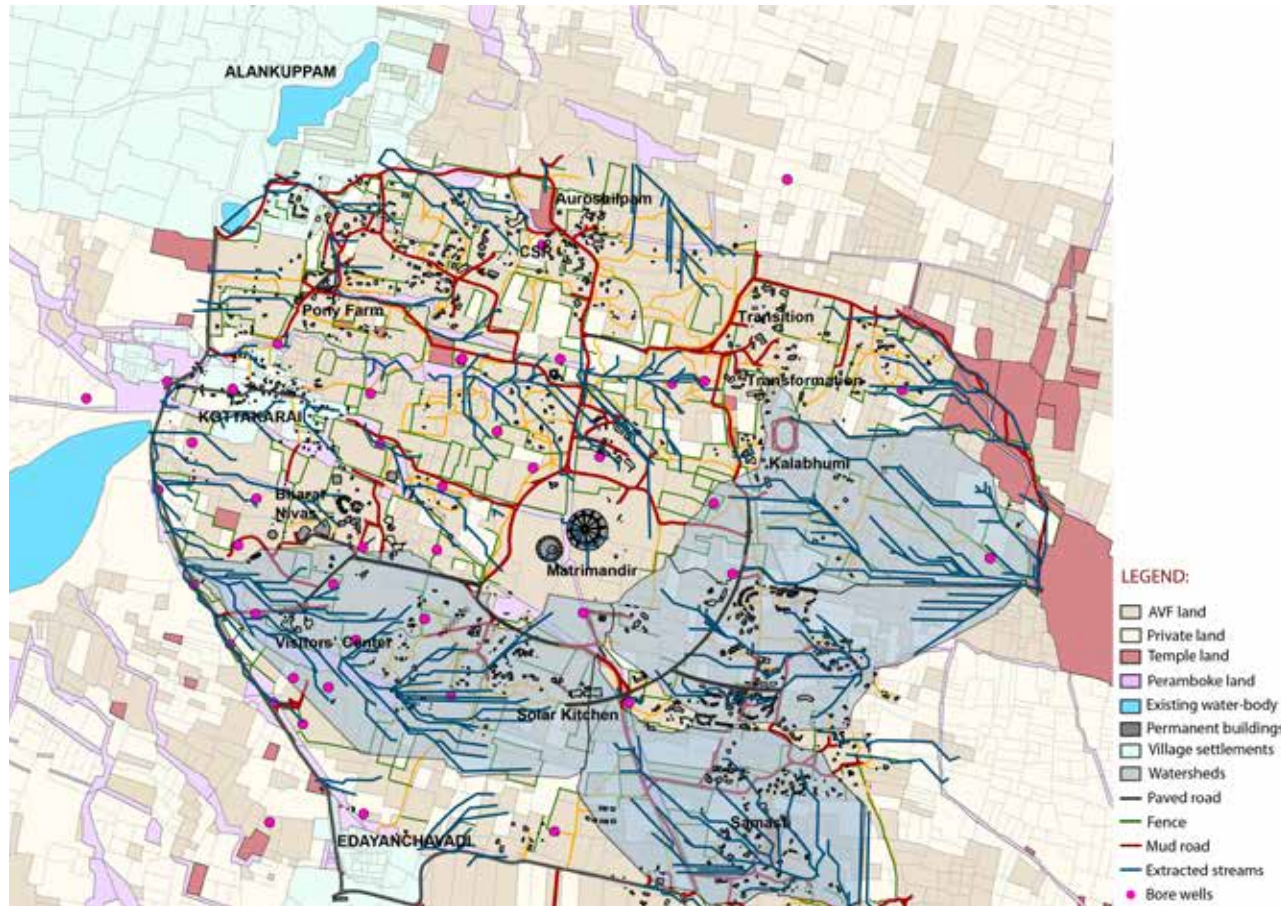 ALANKUPPAM
Auroshilpam
CSR
Pony Farm
Transition
Transformation
KOTTAKARAI
Kalabhumi
Bharat
Nivas
Matrimandir
Visitors' Center
Solar Kitchen
Samasti
EDAYANCHAVADI
LEGEND:
AVF land
Private land
Temple land
Peramboke land
Existing water-body
Permanent buildings
Village settlements
Watersheds
Paved road
Fence
Mud road
Extracted streams
Bore wells